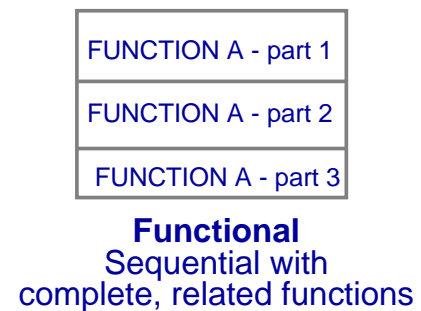 FUNCTION A - part 1
FUNCTION A - part 2
FUNCTION A - part 3
Functional
Sequential with
complete, related functions